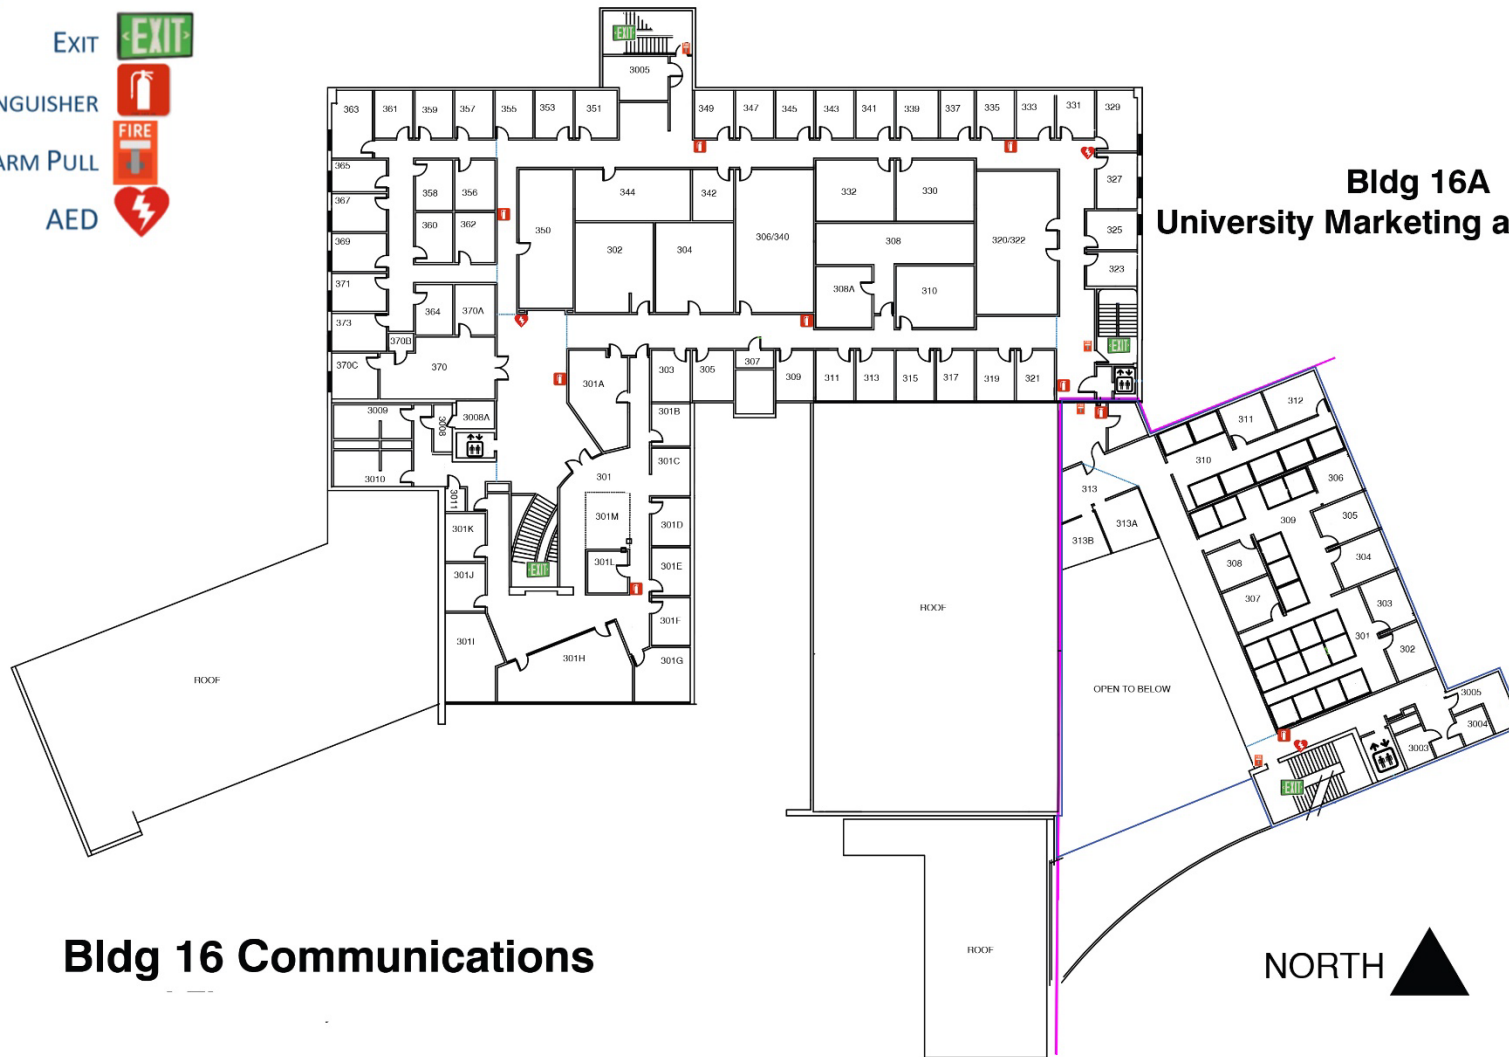 EXIT
EXIT
NGUISHER
ARM PULL
FIRE
AED
EXIT
3005
363 361 359 357 355 353 351 349 347 345 343 341 339 337 335 333 331 329
365 358 356 344 342 332 330 327
367
360 362 350 302 304 306/340 308 320/322 325
369
371 364 370A 308A 310 323
373
370B
EXIT
370C 370 301A 303 305 307 309 311 313 315 317 319 321
3009 3008 3008A 301B
3010 301 301C
3011
301K 301M 301D
301J EXIT 301L 301E
301F
301I 301H 301G
ROOF
ROOF
ROOF
Bldg 16A
University Marketing a
312
311
310
306
313 309 305
313A
313B 308 304
307 303
301 302
OPEN TO BELOW
3005
3004
3003
EXIT
Bldg 16 Communications
NORTH